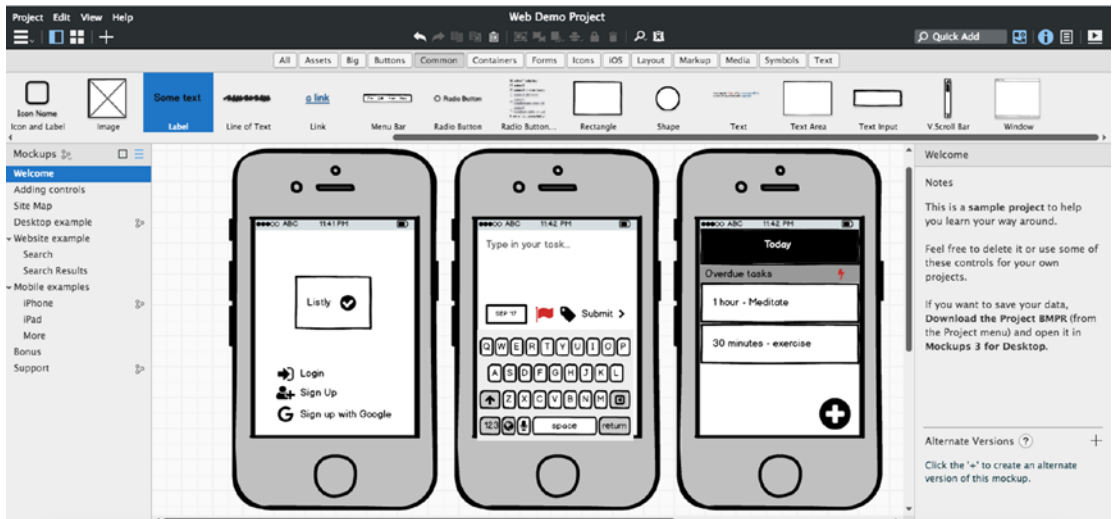 Project Edit View Help
Web Demo Project
Quick Add
All Assets Big Buttons Common Containers Forms Icons iOS Layout Markup Media Symbols Text
Icon Name
Some text
a link
Radio Button
Icon and Label Image Label Line of Text Link Menu Bar Radio Button Radio Button... Rectangle Shape Text Text Area Text Input V.Scroll Bar Window
Mockups
Welcome
Adding controls
Site Map
Desktop example
Website example
Search
Search Results
Mobile examples
iPhone
iPad
More
Bonus
Support
ABC 11:41 PM
Listly
Login
Sign Up
G Sign up with Google
ABC 11:42 PM
Type in your task...
SEP 17
Submit >
Q W E R T Y U I O P
A S D F G H J K L
Z X C V B N M
123 space return
ABC 11:42 PM
Today
Overdue tasks
1 hour - Meditate
30 minutes - exercise
Welcome
Notes
This is a sample project to help
you learn your way around.
Feel free to delete it or use some of
these controls for your own
projects.
If you want to save your data,
Download the Project BMPR (from
the Project menu) and open it in
Mockups 3 for Desktop.
Alternate Versions ?
Click the '+' to create an alternate
version of this mockup.